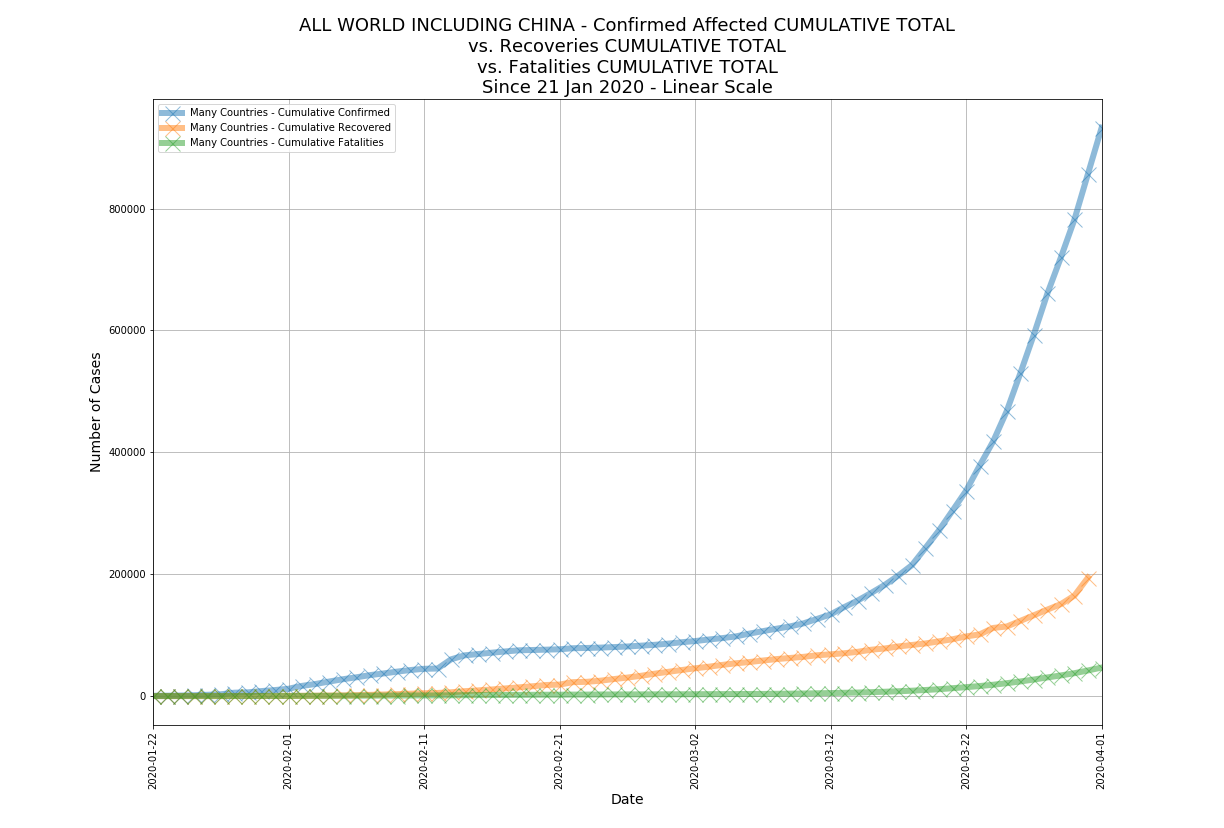 ALL WORLD INCLUDING CHINA - Confirmed Affected CUMULATIVE TOTAL
vs. Recoveries CUMULATIVE TOTAL
vs. Fatalities CUMULATIVE TOTAL
Since 21 Jan 2020 - Linear Scale
Many Countries - Cumulative Confirmed
Many Countries - Cumulative Recovered
Many Countries - Cumulative Fatalities
Number of Cases
800000
600000
400000
200000
0
2020-01-22
2020-02-01
2020-02-11
2020-02-21
2020-03-02
2020-03-12
2020-03-22
2020-04-01
Date